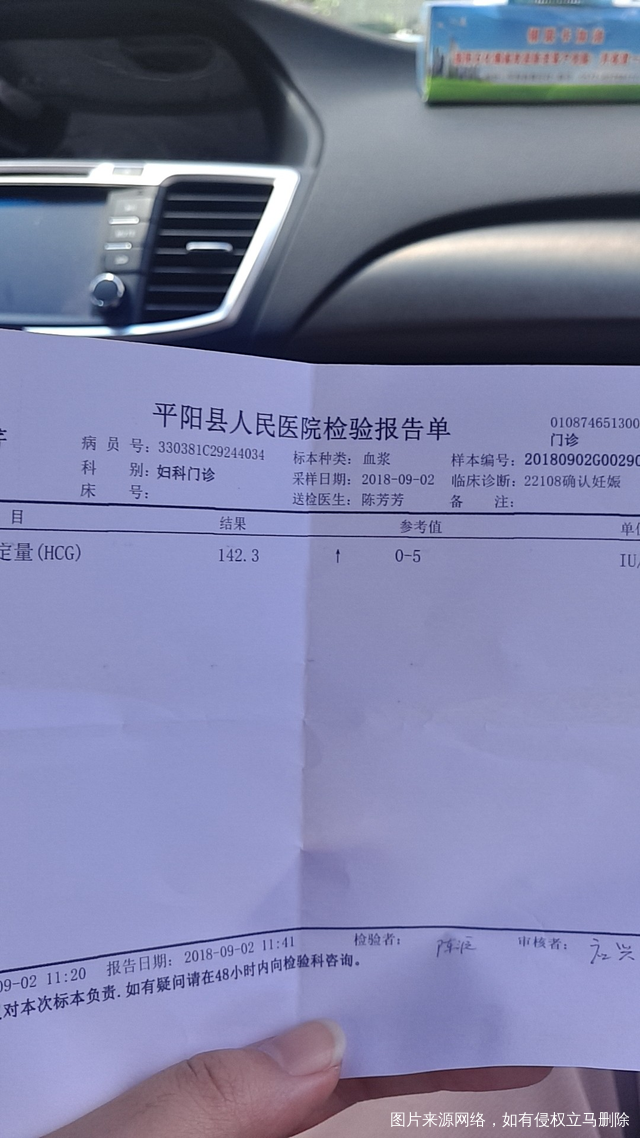 平阳县人民医院检验报告单
010874651300
病 员 号: 330381C29244034
门诊
科 别: 妇科门诊 标本种类: 血浆 样本编号: 20180902G00290
床 号: 采样日期: 2018-09-02 临床诊断: 22108确认妊娠
送检医生: 陈芳芳 备 注:
目 结果 参考值 单位
定量(HCG) 142.3 ↑ 0-5 IU/
09-02 11:20 报告日期: 2018-09-02 11:41 检验者: 审核者:
对本次标本负责.如有疑问请在48小时内向检验科咨询。
图片来源网络，如有侵权立马删除